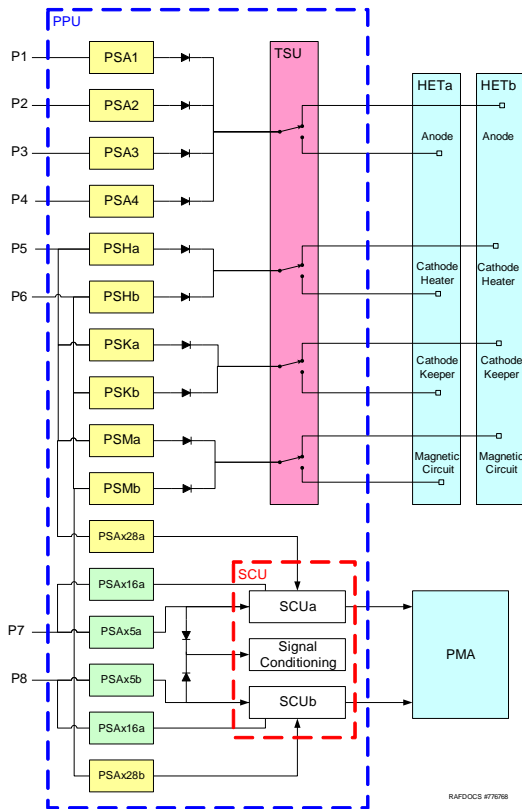 PPU
TSU
HETa
HETb
P1
PSA1
P2
PSA2
Anode
Anode
P3
PSA3
P4
PSA4
P5
PSHa
Cathode
Heater
Cathode
Heater
P6
PSHb
PSKa
Cathode
Keeper
Cathode
Keeper
PSKb
PSMa
Magnetic
Circuit
Magnetic
Circuit
PSMb
PSAx28a
SCU
PSAx16a
SCUa
P7
PSAx5a
Signal
Conditioning
PMA
P8
PSAx5b
SCUb
PSAx16a
PSAx28b
RAFDOCS #776768